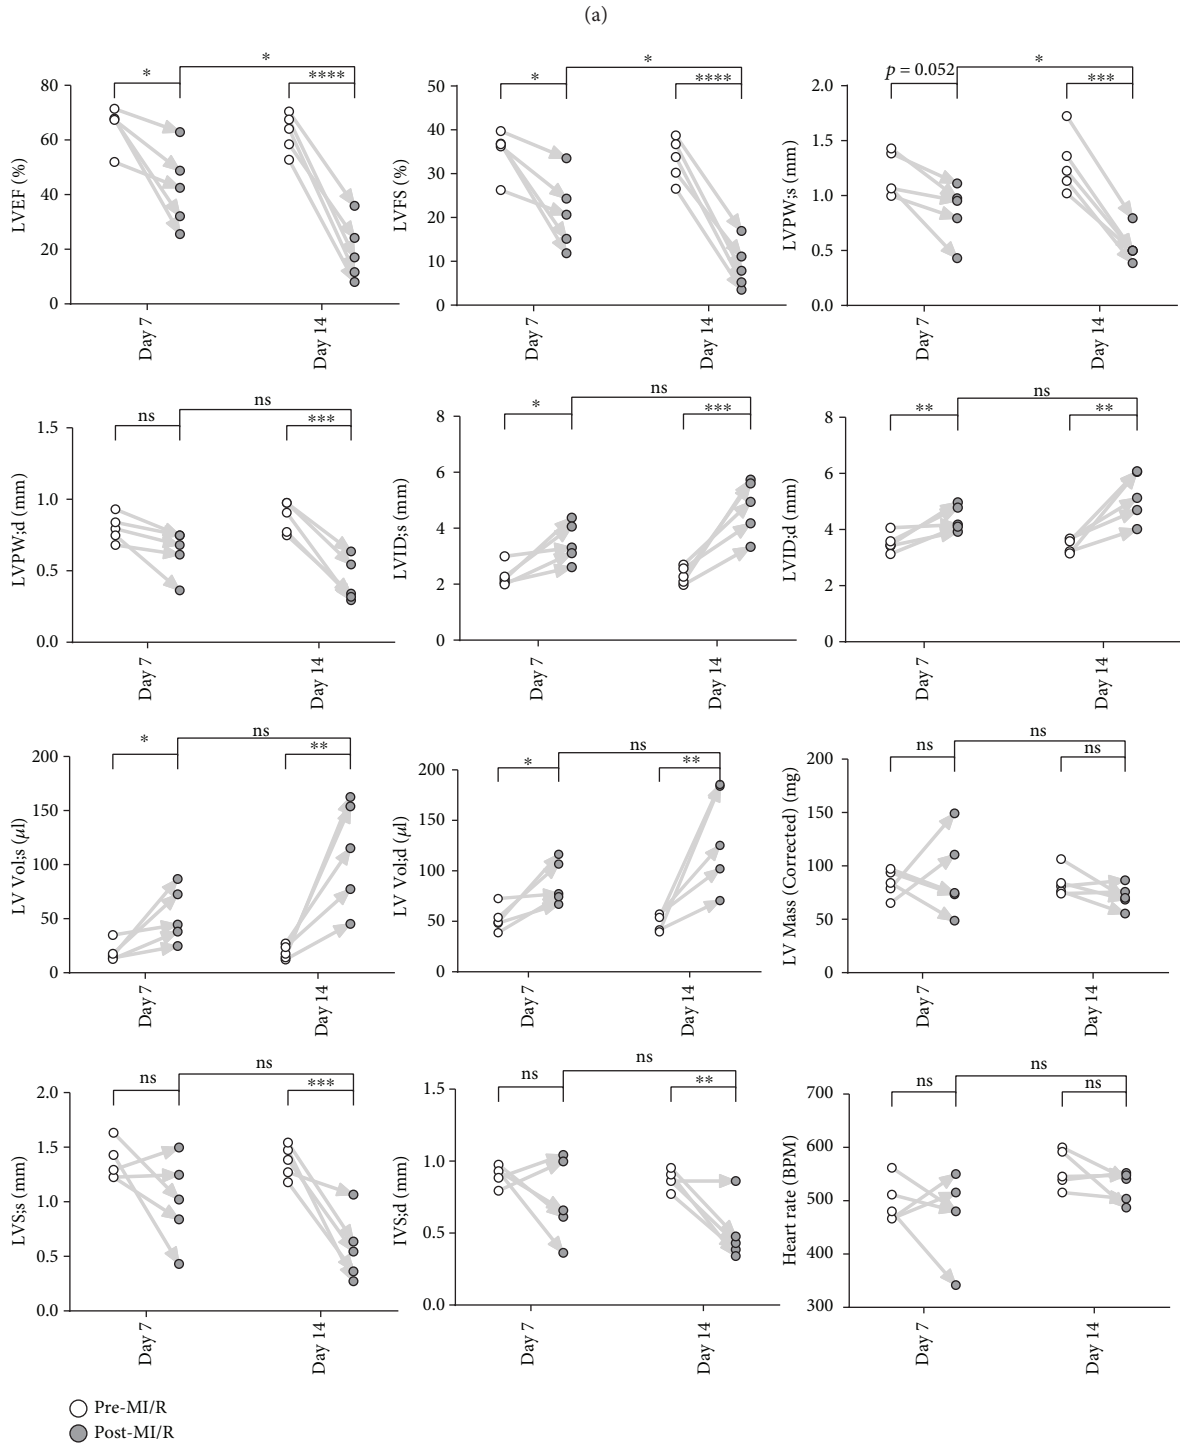 (a)
LVEF (%)
80
60
40
20
0
*
*
****
Day 7
Day 14
LVFS (%)
50
40
30
20
10
0
*
*
****
Day 7
Day 14
LVPW;s (mm)
2.0
1.5
1.0
0.5
0.0
p = 0.052
*
***
Day 7
Day 14
LVPW;d (mm)
1.5
1.0
0.5
0.0
ns
ns
***
Day 7
Day 14
LVID;s (mm)
8
6
4
2
0
*
ns
***
Day 7
Day 14
LVID;d (mm)
8
6
4
2
0
**
ns
**
Day 7
Day 14
LV Vol;s (μl)
200
150
100
50
0
*
ns
**
Day 7
Day 14
LV Vol;d (μl)
200
150
100
50
0
*
ns
**
Day 7
Day 14
LV Mass (Corrected) (mg)
200
150
100
50
0
ns
ns
ns
Day 7
Day 14
LVS;s (mm)
2.0
1.5
1.0
0.5
0.0
ns
ns
***
Day 7
Day 14
IVS;d (mm)
1.5
1.0
0.5
0.0
ns
ns
**
Day 7
Day 14
Heart rate (BPM)
700
600
500
400
300
ns
ns
ns
Day 7
Day 14
Pre-MI/R
Post-MI/R